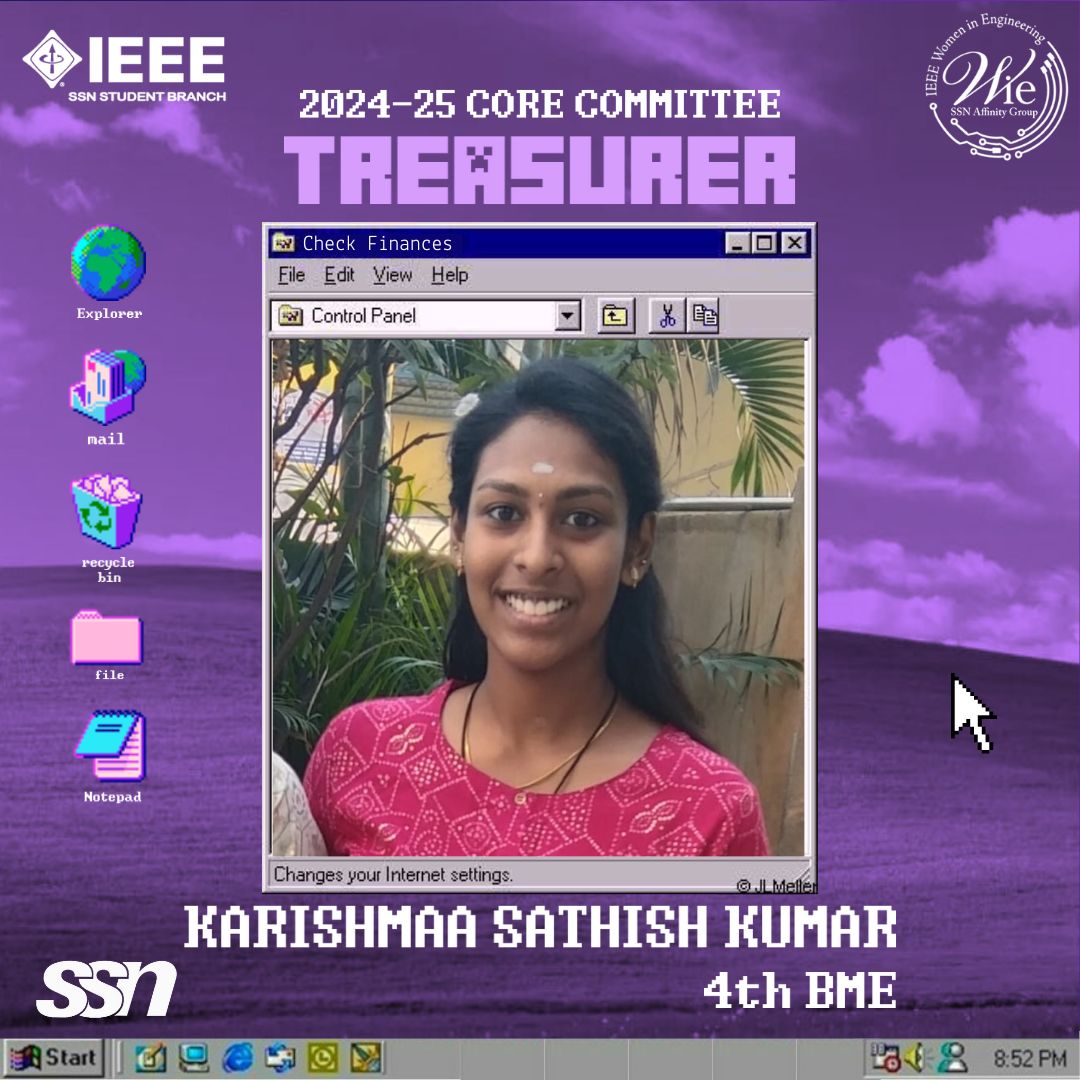 IEEE
SSN STUDENT BRANCH
IEEE Women in Engineering
WiE
SSN Affinity Group
2024-25 CORE COMMITTEE
TREASURER
Check Finances
File Edit View Help
Control Panel
Explorer
mail
recycle
bin
file
Notepad
Changes your Internet settings.
© JLMeller
KARISHMAA SATHISH KUMAR
4th BME
ssn
Start
8:52 PM